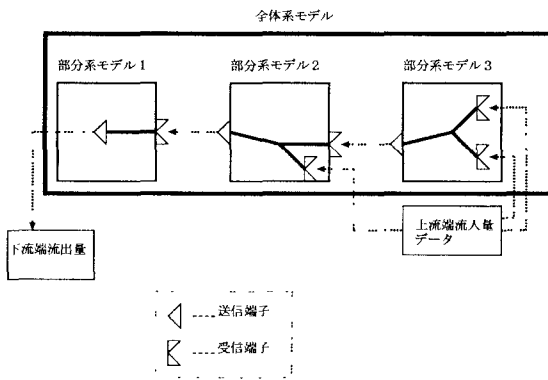 全体系モデル
部分系モデル1
部分系モデル2
部分系モデル3
上流端流入量
データ
下流端流出量
送信端子
受信端子